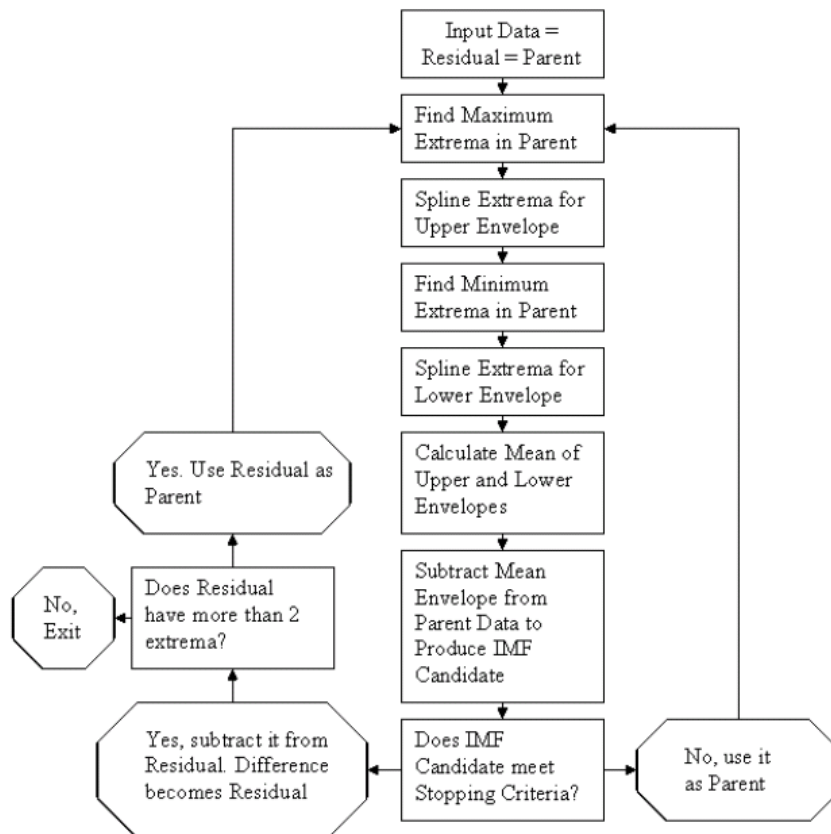 Input Data =
Residual = Parent
Find Maximum
Extrema in Parent
Spline Extrema for
Upper Envelope
Find Minimum
Extrema in Parent
Spline Extrema for
Lower Envelope
Calculate Mean of
Upper and Lower
Envelopes
Subtract Mean
Envelope from
Parent Data to
Produce IMF
Candidate
Does IMF
Candidate meet
Stopping Criteria?
No, use it
as Parent
Yes, subtract it from
Residual. Difference
becomes Residual
Does Residual
have more than 2
extrema?
No,
Exit
Yes. Use Residual as
Parent